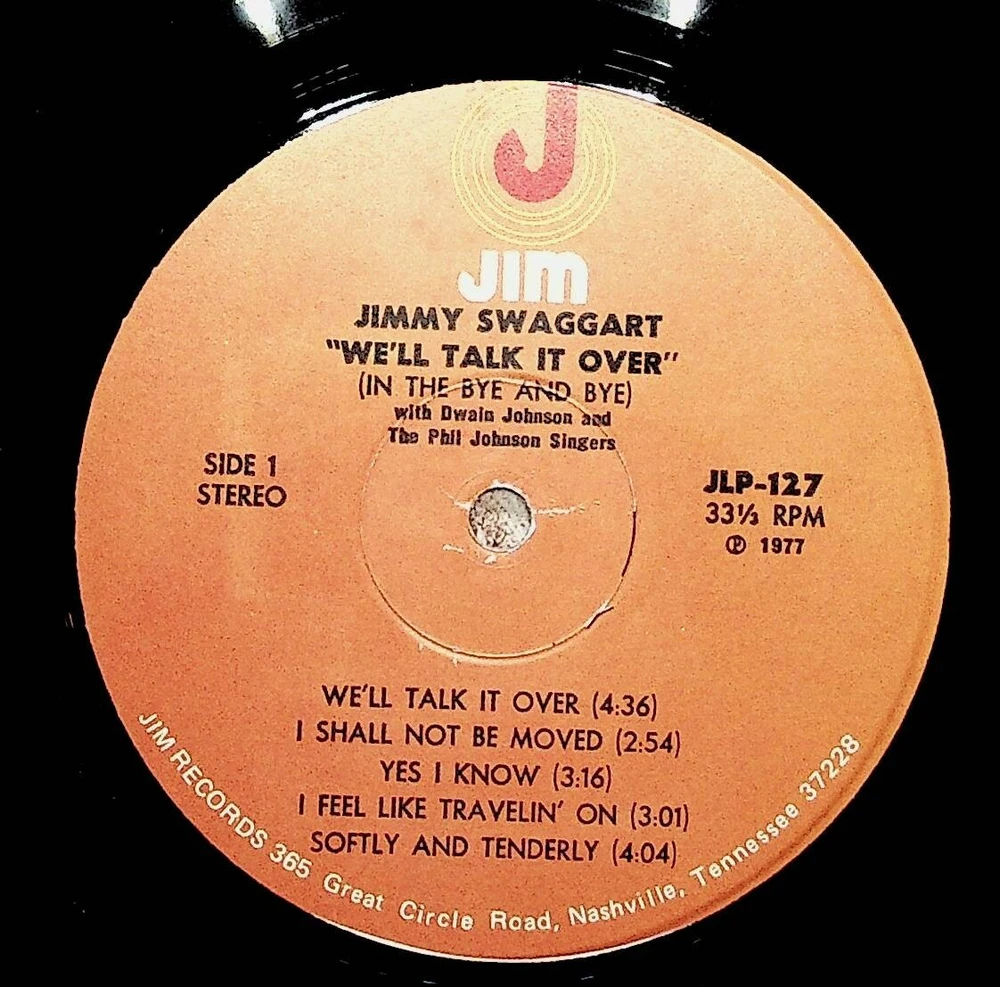 J
JIM
JIMMY SWAGGART
"WE'LL TALK IT OVER"
(IN THE BYE AND BYE)
with Dwain Johnson and
The Phil Johnson Singers
SIDE 1
STEREO
JLP-127
33⅓ RPM
℗ 1977
WE'LL TALK IT OVER (4:36)
I SHALL NOT BE MOVED (2:54)
YES I KNOW (3:16)
I FEEL LIKE TRAVELIN' ON (3:01)
SOFTLY AND TENDERLY (4:04)
JIM RECORDS 365 Great Circle Road, Nashville, Tennessee 37228